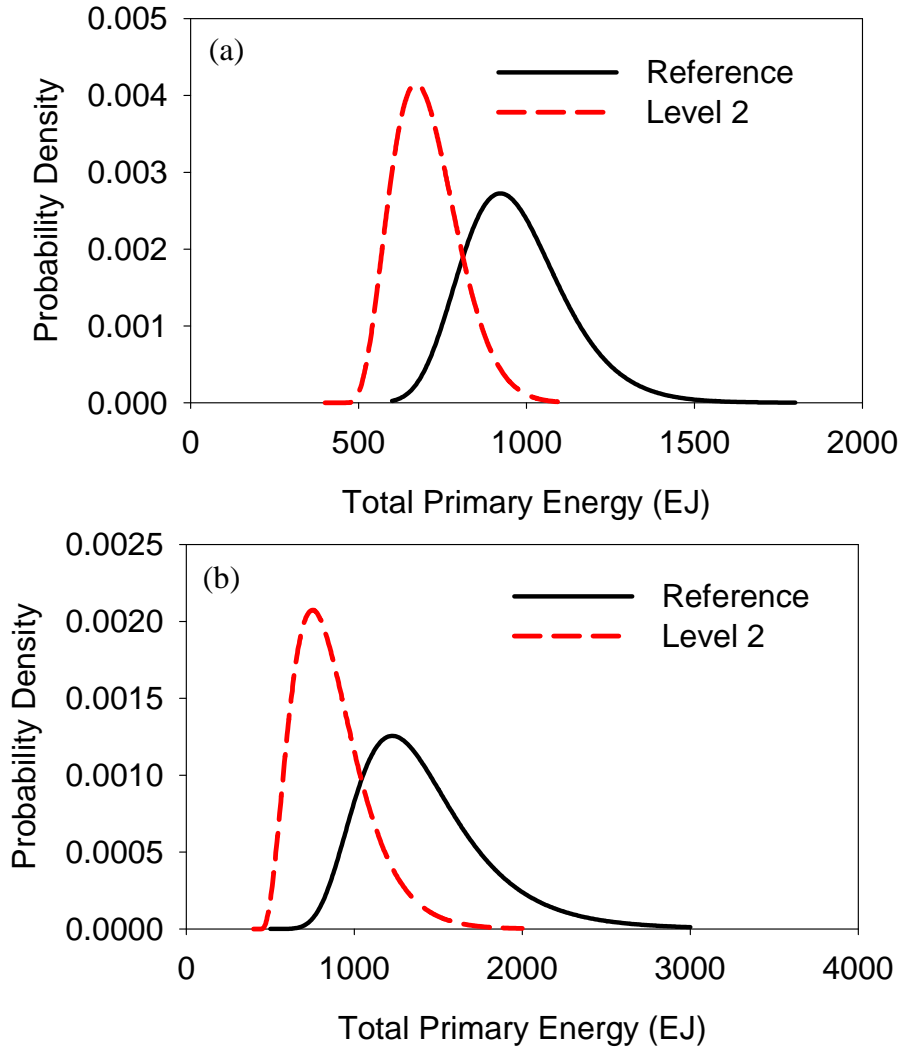 (a)
Reference
Level 2
Probability Density
0.005
0.004
0.003
0.002
0.001
0.000
0 500 1000 1500 2000
Total Primary Energy (EJ)
(b)
Reference
Level 2
Probability Density
0.0025
0.0020
0.0015
0.0010
0.0005
0.0000
0 1000 2000 3000 4000
Total Primary Energy (EJ)